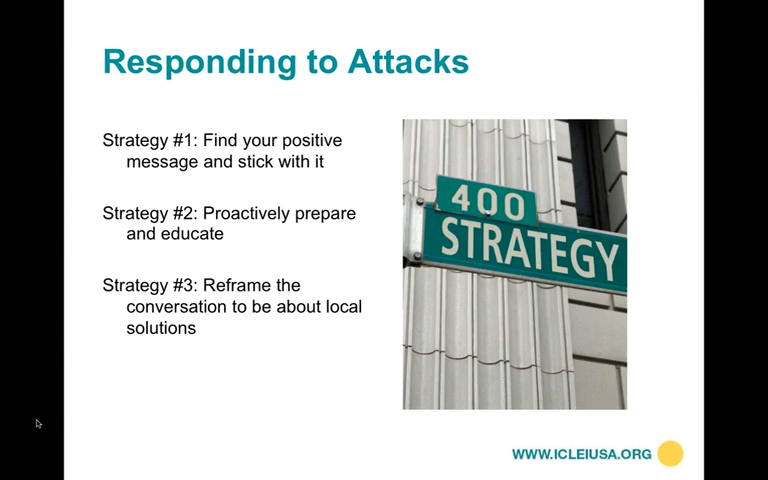 Responding to Attacks
Strategy #1: Find your positive
message and stick with it
Strategy #2: Proactively prepare
and educate
Strategy #3: Reframe the
conversation to be about local
solutions
400
STRATEGY
WWW.ICLEIUSA.ORG